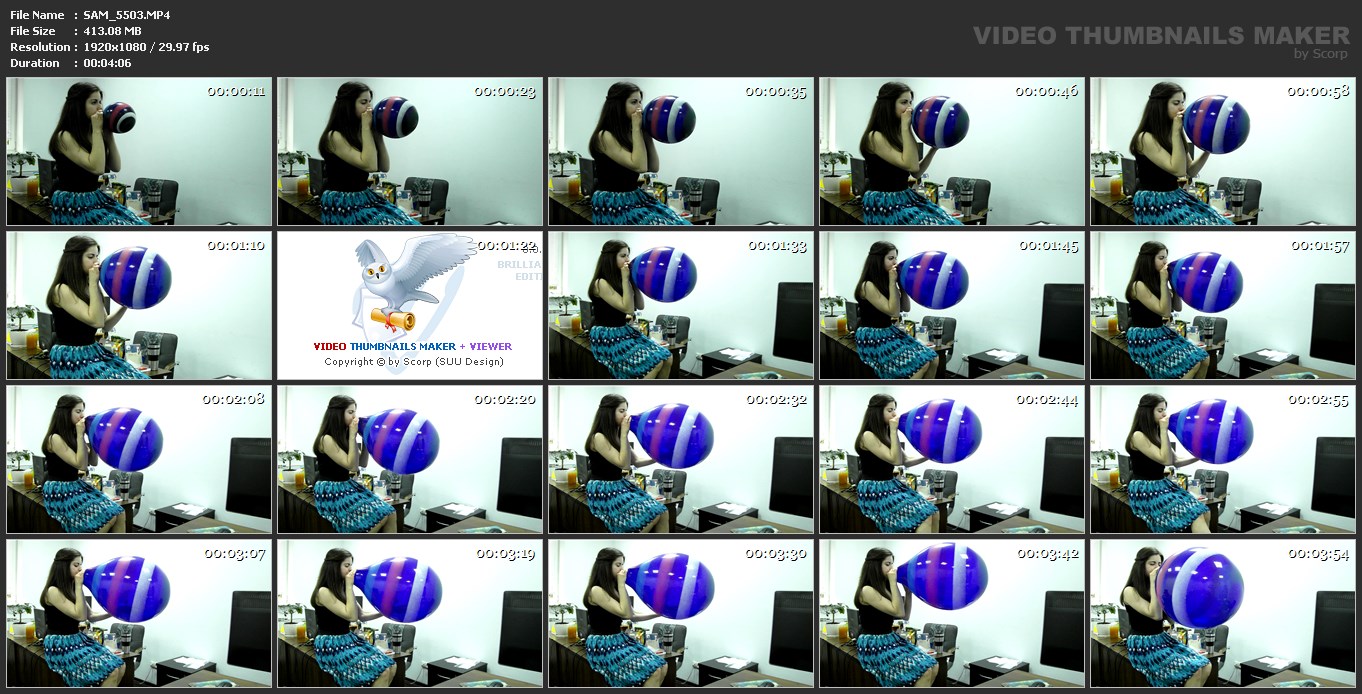 File Name : SAM_5503.MP4
File Size : 413.08 MB
Resolution : 1920x1080 / 29.97 fps
Duration : 00:04:06
VIDEO THUMBNAILS MAKER
by Scorp
00:00:11
00:00:23
00:00:35
00:00:46
00:00:58
00:01:10
00:01:22
VIDEO THUMBNAILS MAKER + VIEWER
Copyright © by Scorp (SUU Design)
00:01:33
00:01:45
00:01:57
00:02:08
00:02:20
00:02:32
00:02:44
00:02:55
00:03:07
00:03:19
00:03:30
00:03:42
00:03:54